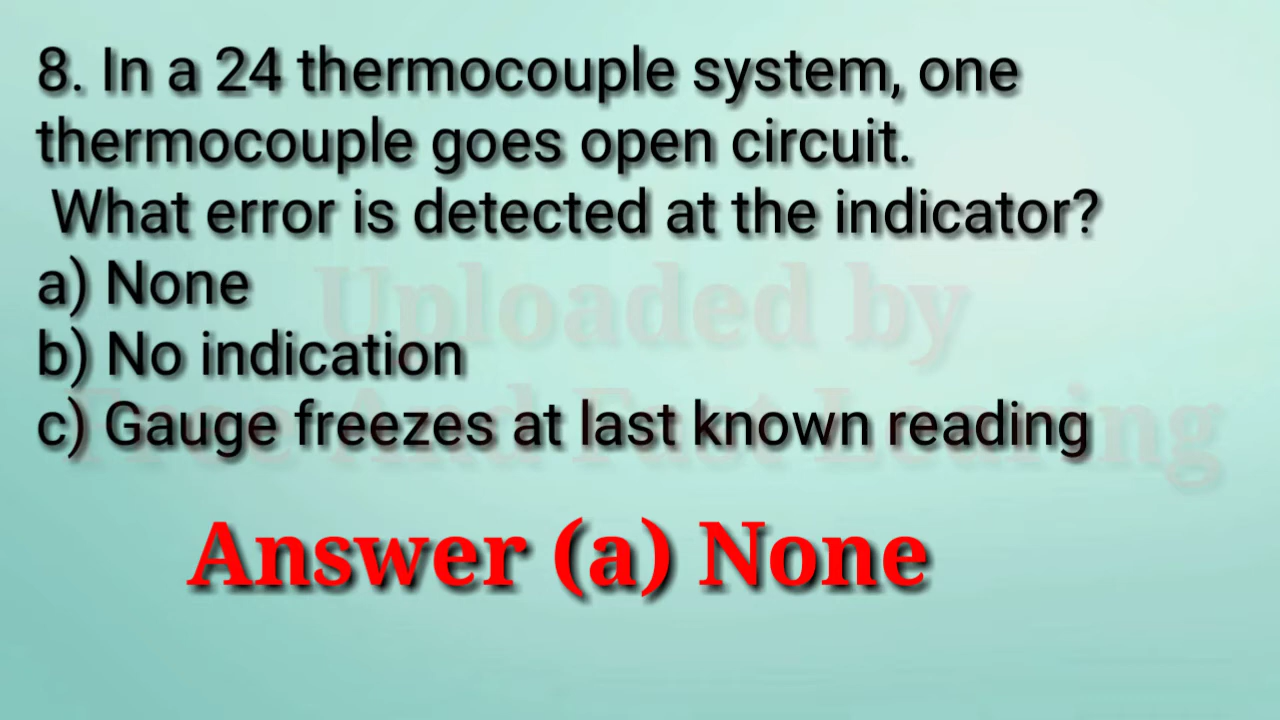 8. In a 24 thermocouple system, one
thermocouple goes open circuit.
What error is detected at the indicator?
a) None
Uploaded by
b) No indication
c) Gauge freezes at last known reading
Free And Fast Learning
Answer (a) None